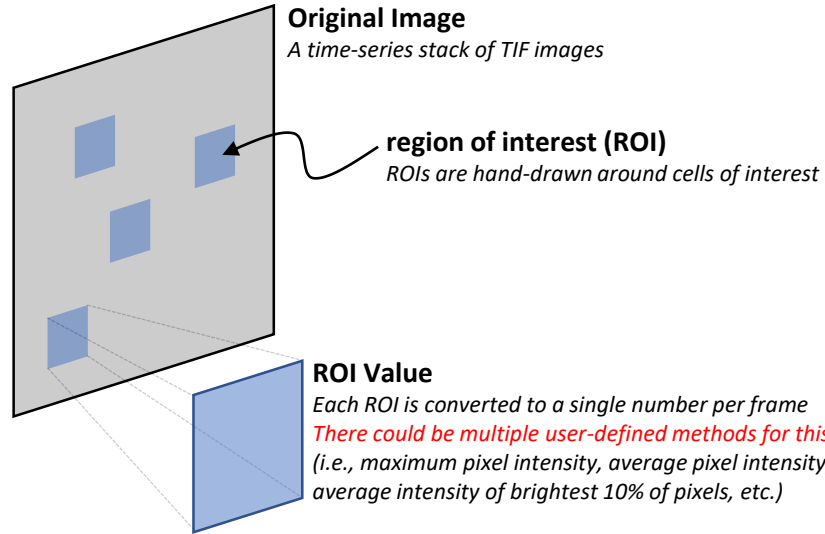 Original Image
A time-series stack of TIF images
region of interest (ROI)
ROIs are hand-drawn around cells of interest
ROI Value
Each ROI is converted to a single number per frame
There could be multiple user-defined methods for this
(i.e., maximum pixel intensity, average pixel intensity
average intensity of brightest 10% of pixels, etc.)